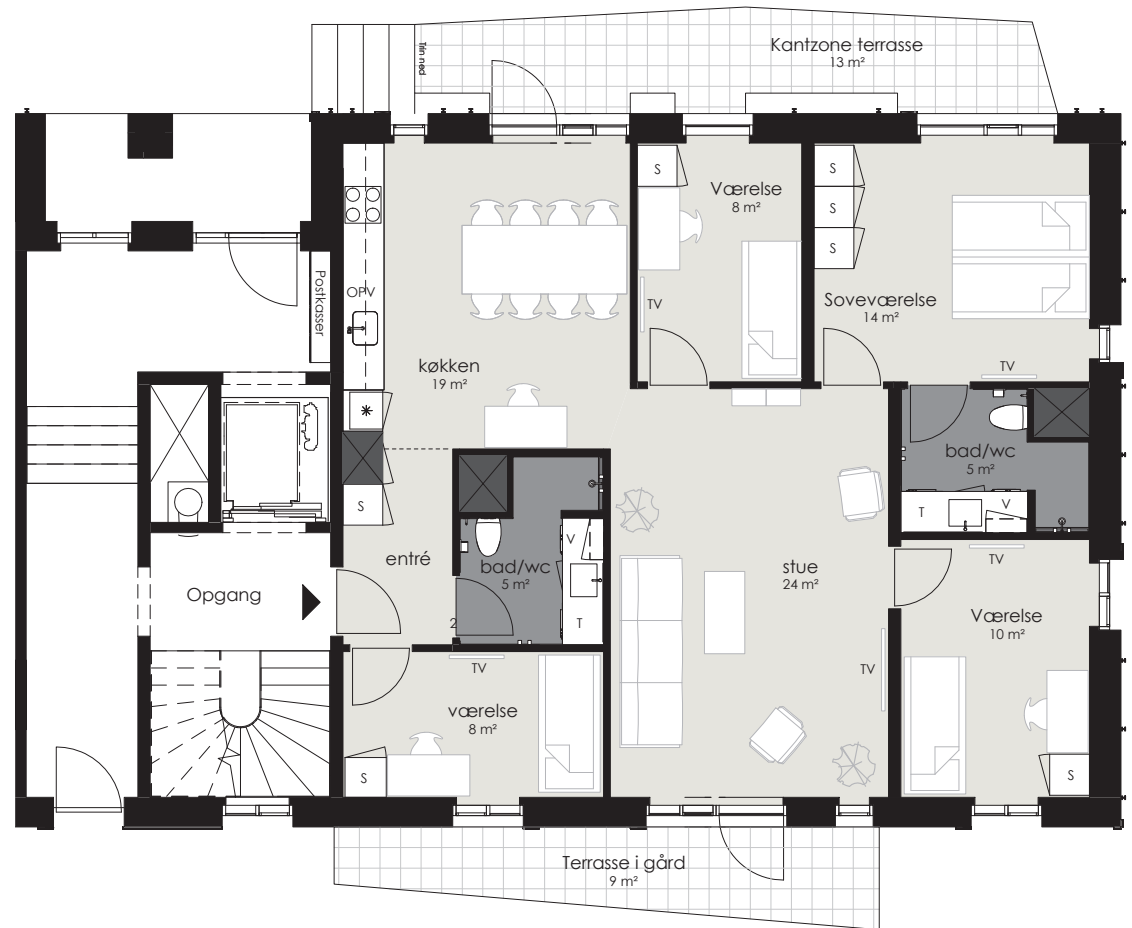 Trin ned
Kantzone terrasse
13 m²
S
Værelse
8 m²
TV
S
S
S
Soveværelse
14 m²
TV
OPV
Postkasser
køkken
19 m²
S
entré
bad/wc
5 m²
V
T
2
Opgang
bad/wc
5 m²
T
V
stue
24 m²
TV
TV
Værelse
10 m²
S
TV
værelse
8 m²
S
Terrasse i gård
9 m²